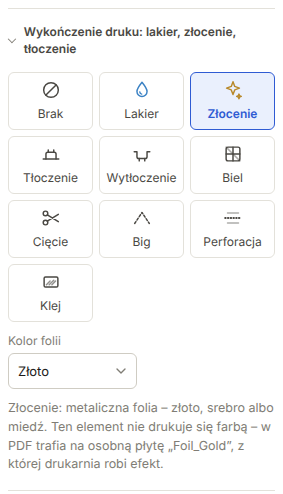 Wykończenie druku: lakier, złocenie,
tłoczenie
Brak
Lakier
Złocenie
Tłoczenie
Wytłoczenie
Biel
Cięcie
Big
Perforacja
Klej
Kolor folii
Złoto
Złocenie: metaliczna folia – złoto, srebro albo
miedź. Ten element nie drukuje się farbą – w
PDF trafia na osobną płytę „Foil_Gold”, z
której drukarnia robi efekt.